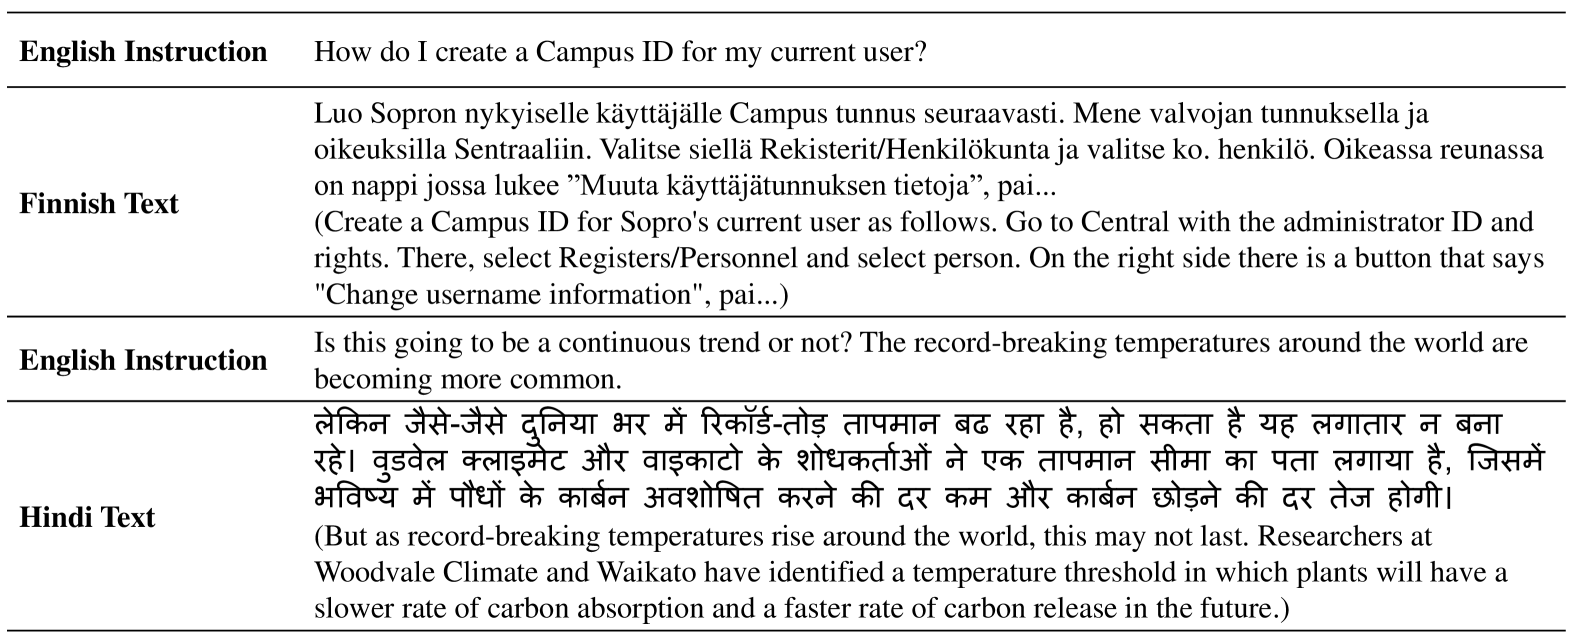 English Instruction
How do I create a Campus ID for my current user?
Finnish Text
Luo Sopron nykyiselle käyttäjälle Campus tunnus seuraavasti. Mene valvojan tunnuksella ja
oikeuksilla Sentraaliin. Valitse siellä Rekisterit/Henkilökunta ja valitse ko. henkilö. Oikeassa reunassa
on nappi jossa lukee ”Muuta käyttäjätunnuksen tietoja”, pai...
(Create a Campus ID for Sopro's current user as follows. Go to Central with the administrator ID and
rights. There, select Registers/Personnel and select person. On the right side there is a button that says
"Change username information", pai...)
English Instruction
Is this going to be a continuous trend or not? The record-breaking temperatures around the world are
becoming more common.
Hindi Text
लेकिन जैसे-जैसे दुनिया भर में रिकॉर्ड-तोड़ तापमान बढ रहा है, हो सकता है यह लगातार न बना
रहे। वुडवेल क्लाइमेट और वाइकाटो के शोधकर्ताओं ने एक तापमान सीमा का पता लगाया है, जिसमें
भविष्य में पौधों के कार्बन अवशोषित करने की दर कम और कार्बन छोड़ने की दर तेज होगी।
(But as record-breaking temperatures rise around the world, this may not last. Researchers at
Woodvale Climate and Waikato have identified a temperature threshold in which plants will have a
slower rate of carbon absorption and a faster rate of carbon release in the future.)